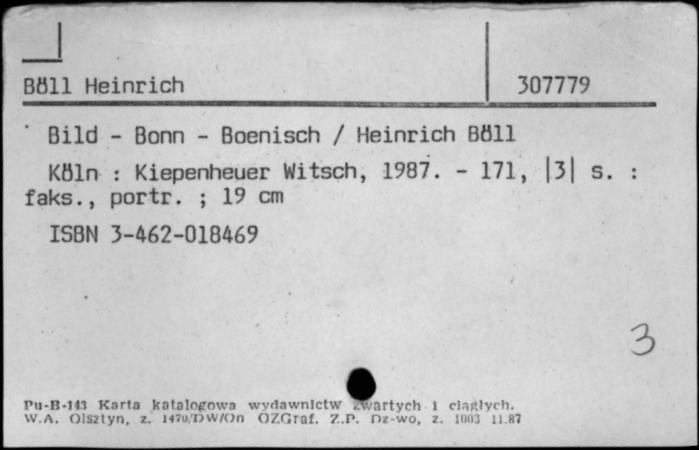 Böll Heinrich 307779
Bild - Bonn - Boenisch / Heinrich Böll
Köln : Kiepenheuer Witsch, 1987. - 171, |3| s. :
faks., portr. ; 19 cm
ISBN 3-462-018469
3
Pu-B-143 Karta katalogowa wydawnictw zwartych i ciągłych.
W.A. Olsztyn, z. 1470/DW/On OZGraf. Z.P. Dz-wo, z. 1003 11.87